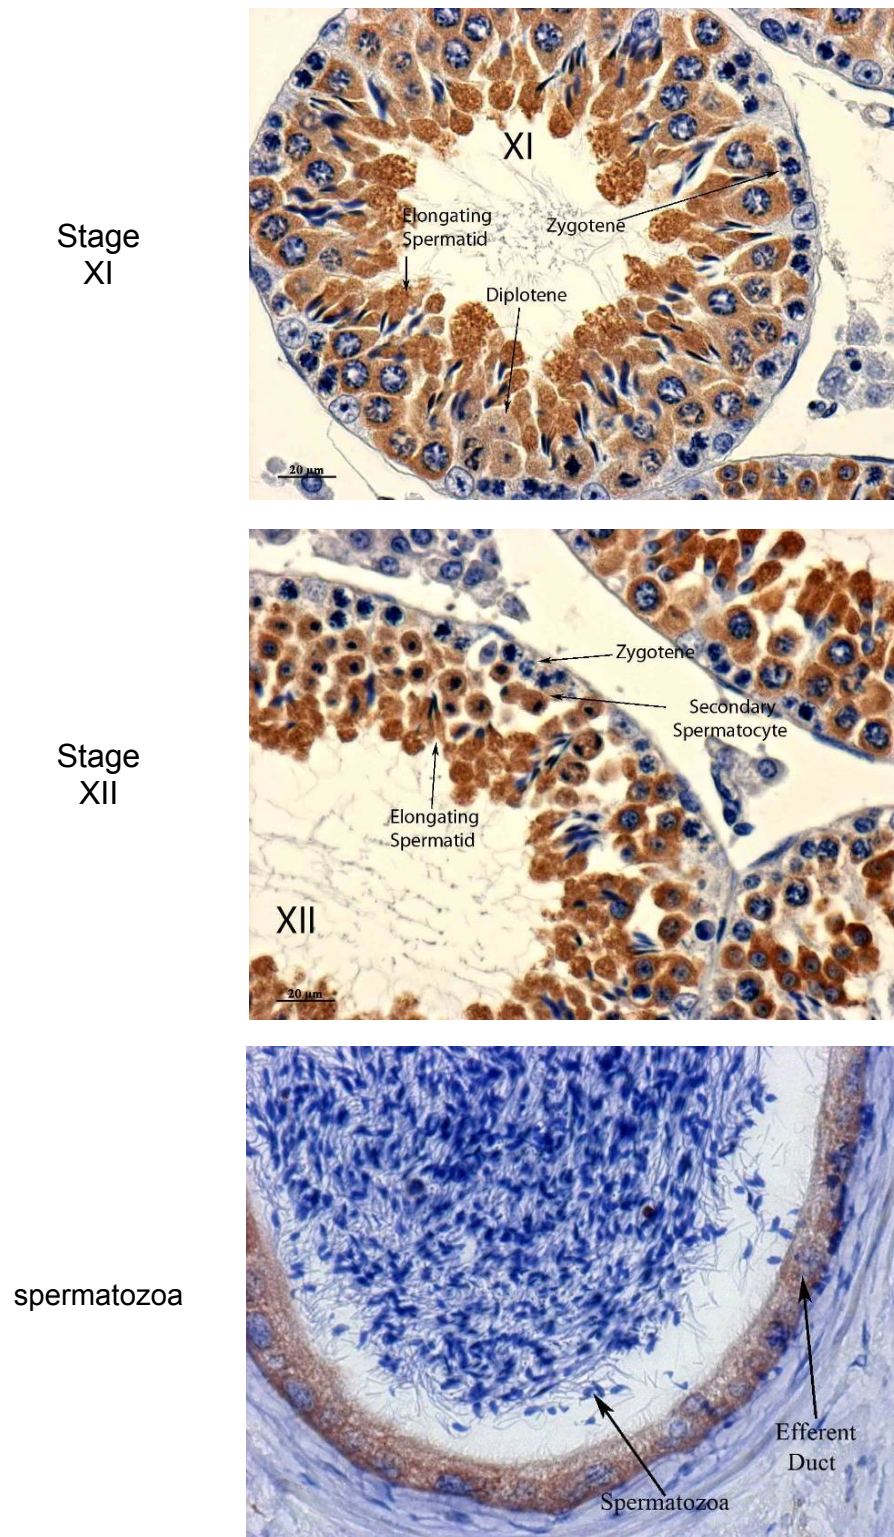 Stage
XI
XI
Elongating
Spermatid
Zygotene
Diplotene
20 µm
Stage
XII
Zygotene
Secondary
Spermatocyte
Elongating
Spermatid
XII
20 µm
spermatozoa
Efferent
Duct
Spermatozoa